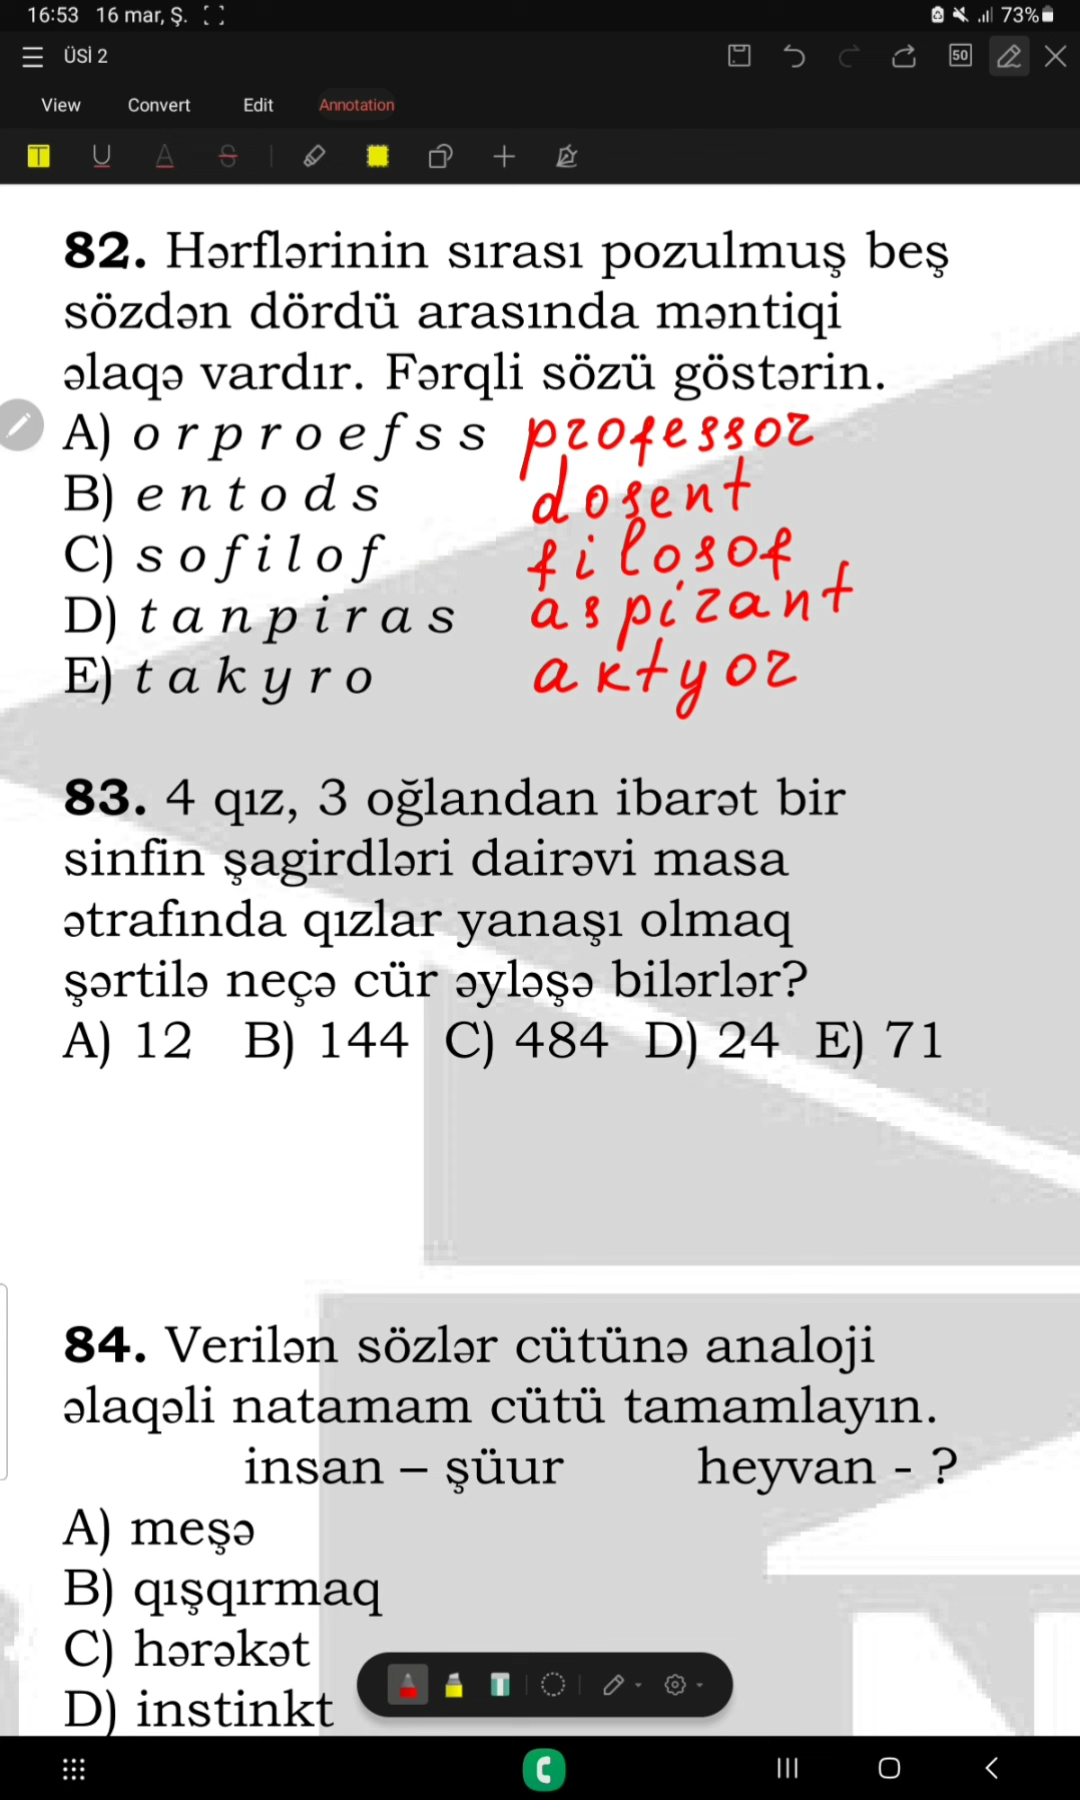 16:53 16 mar, Ş. 73%
ÜSİ 2 50
View Convert Edit Annotation
T U A S
82. Hərflərinin sırası pozulmuş beş
sözdən dördü arasında məntiqi
əlaqə vardır. Fərqli sözü göstərin.
A) o r p r o e f s s professor
B) e n t o d s dosent
C) s o f i l o f filosof
D) t a n p i r a s aspirant
E) t a k y r o aktyor
83. 4 qız, 3 oğlandan ibarət bir
sinfin şagirdləri dairəvi masa
ətrafında qızlar yanaşı olmaq
şərtilə neçə cür əyləşə bilərlər?
A) 12 B) 144 C) 484 D) 24 E) 71
84. Verilən sözlər cütünə analoji
əlaqəli natamam cütü tamamlayın.
insan – şüur heyvan - ?
A) meşə
B) qışqırmaq
C) hərəkət
D) instinkt